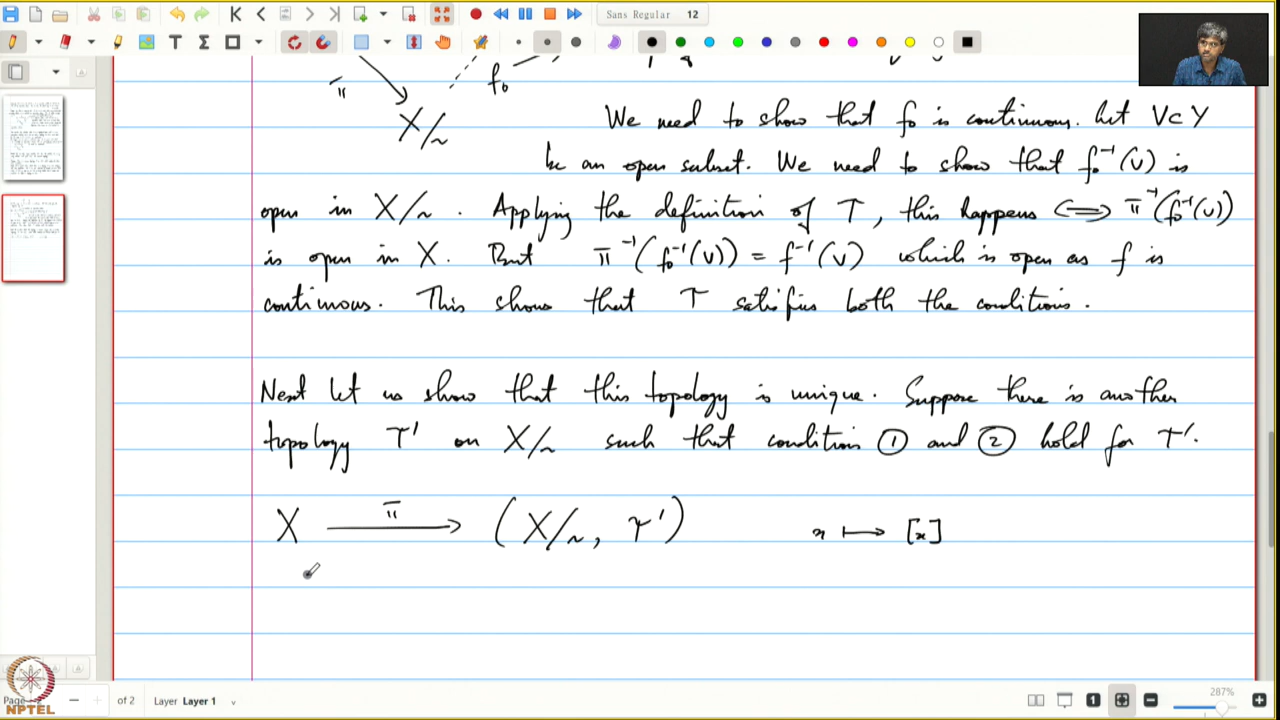 Sans Regular 12
π
f₀
X/~
We need to show that f₀ is continuous. Let V⊂Y
be an open subset. We need to show that f₀⁻¹(V) is
open in X/~. Applying the definition of T, this happens ⟺ π⁻¹(f₀⁻¹(V))
is open in X. But π⁻¹(f₀⁻¹(V)) = f⁻¹(V) which is open as f is
continous. This shows that T satisfies both the conditions.
Next let us show that this topology is unique. Suppose there is another
topology T' on X/~ such that condition ① and ② hold for T'.
X —π→ (X/~, T') x ⟼ [x]
NPTEL
Page
of 2
Layer Layer 1
1
287%